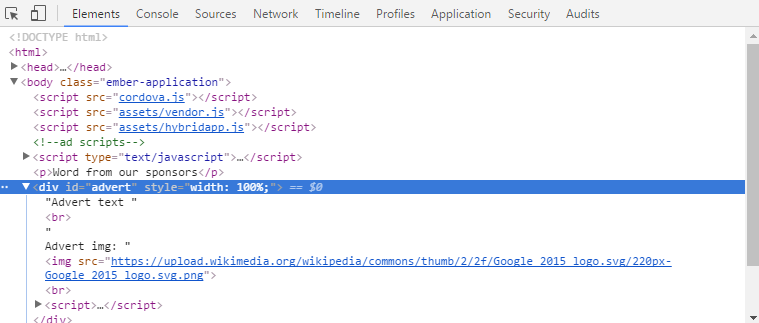 Elements Console Sources Network Timeline Profiles Application Security Audits
<!DOCTYPE html>
<html>
<head>…</head>
<body class="ember-application">
<script src="cordova.js"></script>
<script src="assets/vendor.js"></script>
<script src="assets/hybridapp.js"></script>
<!--ad scripts-->
<script type="text/javascript">…</script>
<p>Word from our sponsors</p>
<div id="advert" style="width: 100%;"> == $0
"Advert text "
<br>
"
Advert img: "
<img src="https://upload.wikimedia.org/wikipedia/commons/thumb/2/2f/Google_2015_logo.svg/220px-
Google_2015_logo.svg.png">
<br>
<script>…</script>
</div>